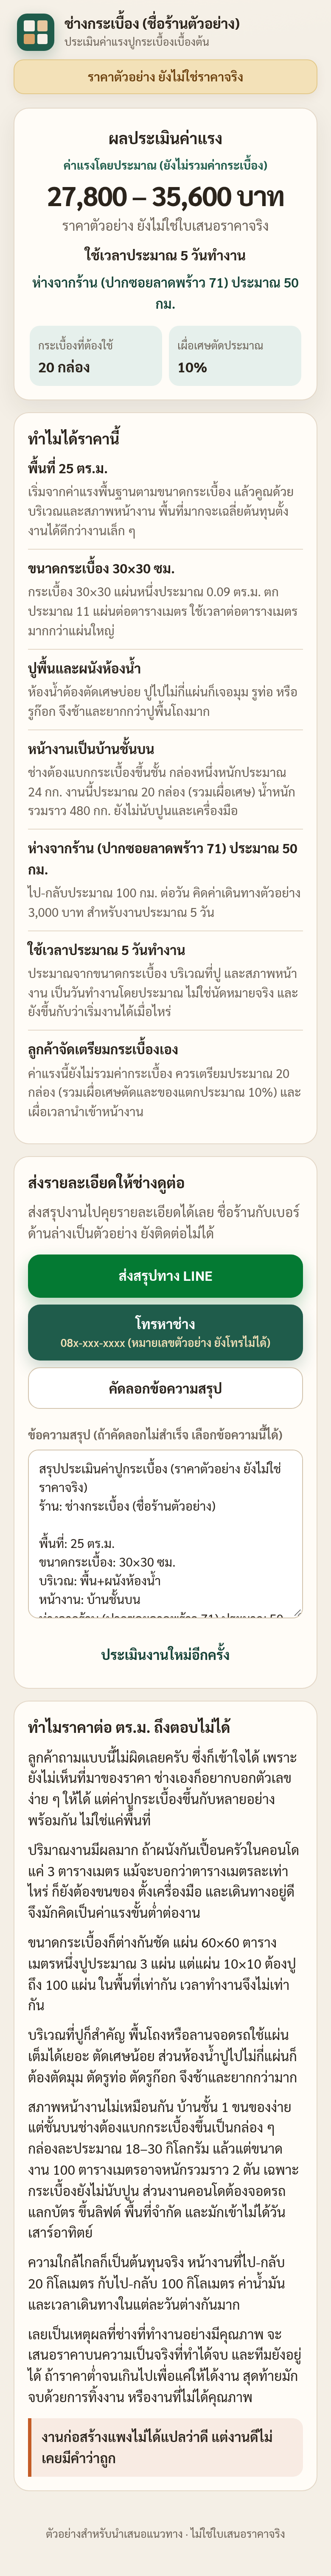 ช่างกระเบื้อง (ชื่อร้านตัวอย่าง)
ประเมินค่าแรงปูกระเบื้องเบื้องต้น
ราคาตัวอย่าง ยังไม่ใช่ราคาจริง
ผลประเมินค่าแรง
ค่าแรงโดยประมาณ (ยังไม่รวมค่ากระเบื้อง)
27,800 – 35,600 บาท
ราคาตัวอย่าง ยังไม่ใช่ใบเสนอราคาจริง
ใช้เวลาประมาณ 5 วันทำงาน
ห่างจากร้าน (ปากซอยลาดพร้าว 71) ประมาณ 50
กม.
กระเบื้องที่ต้องใช้
20 กล่อง
เผื่อเศษตัดประมาณ
10%
ทำไมได้ราคานี้
พื้นที่ 25 ตร.ม.
เริ่มจากค่าแรงพื้นฐานตามขนาดกระเบื้อง แล้วคูณด้วย
บริเวณและสภาพหน้างาน พื้นที่มากจะเฉลี่ยต้นทุนตั้ง
งานได้ดีกว่างานเล็ก ๆ
ขนาดกระเบื้อง 30×30 ซม.
กระเบื้อง 30×30 แผ่นหนึ่งประมาณ 0.09 ตร.ม. ตก
ประมาณ 11 แผ่นต่อตารางเมตร ใช้เวลาต่อตารางเมตร
มากกว่าแผ่นใหญ่
ปูพื้นและผนังห้องน้ำ
ห้องน้ำต้องตัดเศษบ่อย ปูไปไม่กี่แผ่นก็เจอมุม รูท่อ หรือ
รูก๊อก จึงช้าและยากกว่าปูพื้นโถงมาก
หน้างานเป็นบ้านชั้นบน
ช่างต้องแบกกระเบื้องขึ้นชั้น กล่องหนึ่งหนักประมาณ
24 กก. งานนี้ประมาณ 20 กล่อง (รวมเผื่อเศษ) น้ำหนัก
รวมราว 480 กก. ยังไม่นับปูนและเครื่องมือ
ห่างจากร้าน (ปากซอยลาดพร้าว 71) ประมาณ 50
กม.
ไป-กลับประมาณ 100 กม. ต่อวัน คิดค่าเดินทางตัวอย่าง
3,000 บาท สำหรับงานประมาณ 5 วัน
ใช้เวลาประมาณ 5 วันทำงาน
ประมาณจากขนาดกระเบื้อง บริเวณที่ปู และสภาพหน้า
งาน เป็นวันทำงานโดยประมาณ ไม่ใช่นัดหมายจริง และ
ยังขึ้นกับว่าเริ่มงานได้เมื่อไหร่
ลูกค้าจัดเตรียมกระเบื้องเอง
ค่าแรงนี้ยังไม่รวมค่ากระเบื้อง ควรเตรียมประมาณ 20
กล่อง (รวมเผื่อเศษตัดและของแตกประมาณ 10%) และ
เผื่อเวลานำเข้าหน้างาน
ส่งรายละเอียดให้ช่างดูต่อ
ส่งสรุปงานไปคุยรายละเอียดได้เลย ชื่อร้านกับเบอร์
ด้านล่างเป็นตัวอย่าง ยังติดต่อไม่ได้
ส่งสรุปทาง LINE
โทรหาช่าง
08x-xxx-xxxx (หมายเลขตัวอย่าง ยังโทรไม่ได้)
คัดลอกข้อความสรุป
ข้อความสรุป (ถ้าคัดลอกไม่สำเร็จ เลือกข้อความนี้ได้)
สรุปประเมินค่าปูกระเบื้อง (ราคาตัวอย่าง ยังไม่ใช่
ราคาจริง)
ร้าน: ช่างกระเบื้อง (ชื่อร้านตัวอย่าง)
พื้นที่: 25 ตร.ม.
ขนาดกระเบื้อง: 30×30 ซม.
บริเวณ: พื้น+ผนังห้องน้ำ
หน้างาน: บ้านชั้นบน
ห่างจากร้าน (ปากซอยลาดพร้าว 71) ประมาณ 50
ประเมินงานใหม่อีกครั้ง
ทำไมราคาต่อ ตร.ม. ถึงตอบไม่ได้
ลูกค้าถามแบบนี้ไม่ผิดเลยครับ ซึ่งก็เข้าใจได้ เพราะ
ยังไม่เห็นที่มาของราคา ช่างเองก็อยากบอกตัวเลข
ง่าย ๆ ให้ได้ แต่ค่าปูกระเบื้องขึ้นกับหลายอย่าง
พร้อมกัน ไม่ใช่แค่พื้นที่
ปริมาณงานมีผลมาก ถ้าผนังกันเปื้อนครัวในคอนโด
แค่ 3 ตารางเมตร แม้จะบอกว่าตารางเมตรละเท่า
ไหร่ ก็ยังต้องขนของ ตั้งเครื่องมือ และเดินทางอยู่ดี
จึงมักคิดเป็นค่าแรงขั้นต่ำต่องาน
ขนาดกระเบื้องก็ต่างกันชัด แผ่น 60×60 ตาราง
เมตรหนึ่งปูประมาณ 3 แผ่น แต่แผ่น 10×10 ต้องปู
ถึง 100 แผ่น ในพื้นที่เท่ากัน เวลาทำงานจึงไม่เท่า
กัน
บริเวณที่ปูก็สำคัญ พื้นโถงหรือลานจอดรถใช้แผ่น
เต็มได้เยอะ ตัดเศษน้อย ส่วนห้องน้ำปูไปไม่กี่แผ่นก็
ต้องตัดมุม ตัดรูท่อ ตัดรูก๊อก จึงช้าและยากกว่ามาก
สภาพหน้างานไม่เหมือนกัน บ้านชั้น 1 ขนของง่าย
แต่ชั้นบนช่างต้องแบกกระเบื้องขึ้นเป็นกล่อง ๆ
กล่องละประมาณ 18–30 กิโลกรัม แล้วแต่ขนาด
งาน 100 ตารางเมตรอาจหนักรวมราว 2 ตัน เฉพาะ
กระเบื้องยังไม่นับปูน ส่วนงานคอนโดต้องจอดรถ
แลกบัตร ขึ้นลิฟต์ พื้นที่จำกัด และมักเข้าไม่ได้วัน
เสาร์อาทิตย์
ความใกล้ไกลก็เป็นต้นทุนจริง หน้างานที่ไป-กลับ
20 กิโลเมตร กับไป-กลับ 100 กิโลเมตร ค่าน้ำมัน
และเวลาเดินทางในแต่ละวันต่างกันมาก
เลยเป็นเหตุผลที่ช่างที่ทำงานอย่างมีคุณภาพ จะ
เสนอราคาบนความเป็นจริงที่ทำได้จบ และทีมยังอยู่
ได้ ถ้าราคาต่ำจนเกินไปเพื่อแค่ให้ได้งาน สุดท้ายมัก
จบด้วยการทิ้งงาน หรืองานที่ไม่ได้คุณภาพ
งานก่อสร้างแพงไม่ได้แปลว่าดี แต่งานดีไม่
เคยมีคำว่าถูก
ตัวอย่างสำหรับนำเสนอแนวทาง · ไม่ใช่ใบเสนอราคาจริง